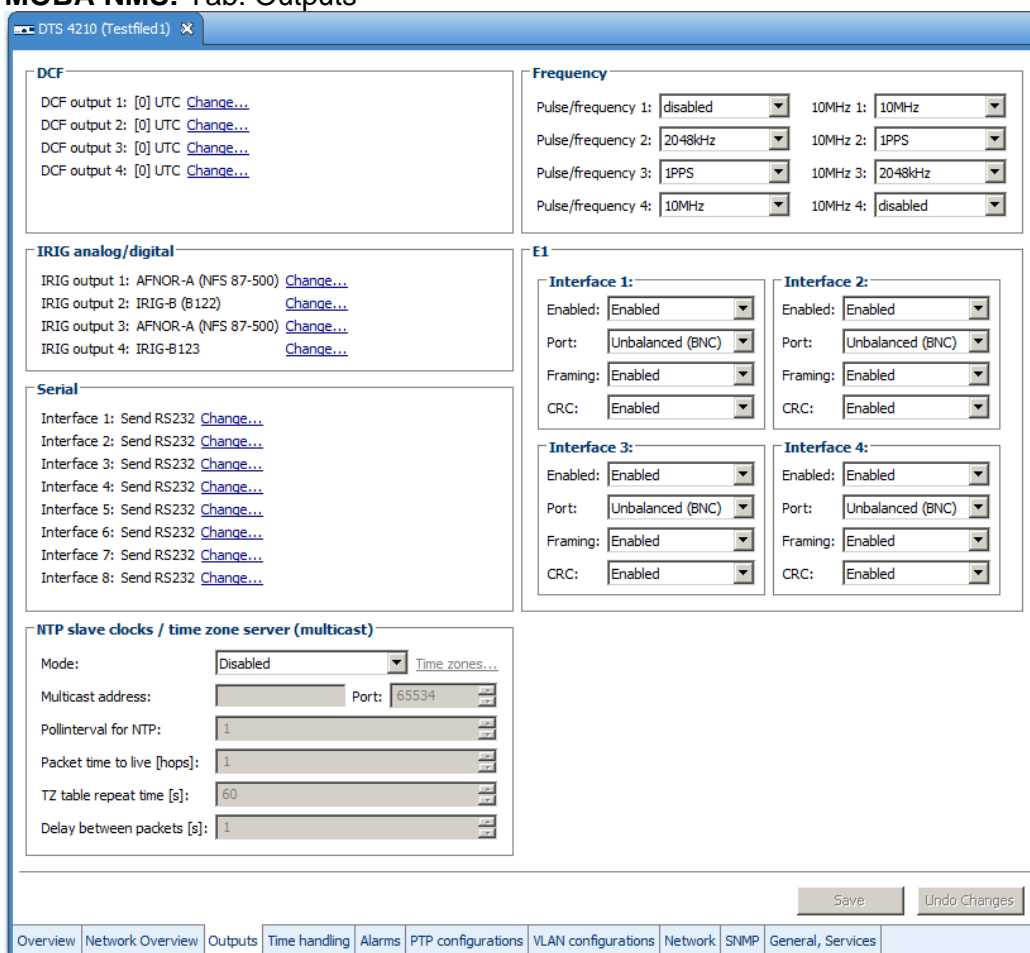 MOBA-NMS: Tab: Outputs
DTS 4210 (Testfiled1)
DCF
DCF output 1: [0] UTC Change...
DCF output 2: [0] UTC Change...
DCF output 3: [0] UTC Change...
DCF output 4: [0] UTC Change...
Frequency
Pulse/frequency 1: disabled 10MHz 1: 10MHz
Pulse/frequency 2: 2048kHz 10MHz 2: 1PPS
Pulse/frequency 3: 1PPS 10MHz 3: 2048kHz
Pulse/frequency 4: 10MHz 10MHz 4: disabled
IRIG analog/digital
IRIG output 1: AFNOR-A (NFS 87-500) Change...
IRIG output 2: IRIG-B (B122) Change...
IRIG output 3: AFNOR-A (NFS 87-500) Change...
IRIG output 4: IRIG-B123 Change...
Serial
Interface 1: Send RS232 Change...
Interface 2: Send RS232 Change...
Interface 3: Send RS232 Change...
Interface 4: Send RS232 Change...
Interface 5: Send RS232 Change...
Interface 6: Send RS232 Change...
Interface 7: Send RS232 Change...
Interface 8: Send RS232 Change...
E1
Interface 1:
Enabled: Enabled
Port: Unbalanced (BNC)
Framing: Enabled
CRC: Enabled
Interface 2:
Enabled: Enabled
Port: Unbalanced (BNC)
Framing: Enabled
CRC: Enabled
Interface 3:
Enabled: Enabled
Port: Unbalanced (BNC)
Framing: Enabled
CRC: Enabled
Interface 4:
Enabled: Enabled
Port: Unbalanced (BNC)
Framing: Enabled
CRC: Enabled
NTP slave clocks / time zone server (multicast)
Mode: Disabled Time zones...
Multicast address: Port: 65534
Pollinterval for NTP: 1
Packet time to live [hops]: 1
TZ table repeat time [s]: 60
Delay between packets [s]: 1
Save Undo Changes
Overview Network Overview Outputs Time handling Alarms PTP configurations VLAN configurations Network SNMP General, Services